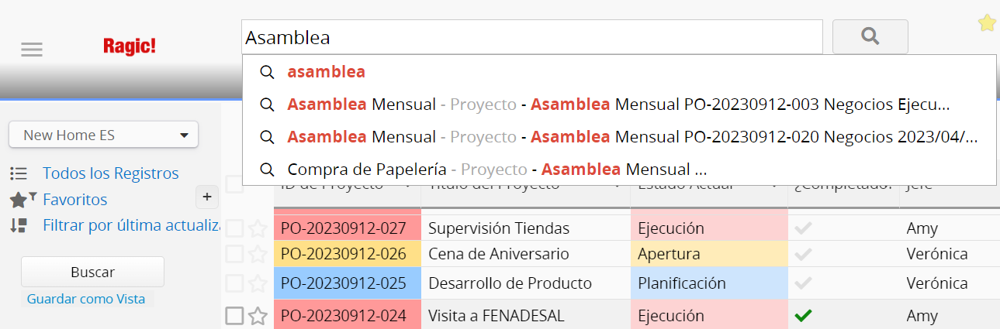 Ragic!
Asamblea
asamblea
Asamblea Mensual - Proyecto - Asamblea Mensual PO-20230912-003 Negocios Ejecu...
Asamblea Mensual - Proyecto - Asamblea Mensual PO-20230912-020 Negocios 2023/04/...
Compra de Papelería - Proyecto - Asamblea Mensual ...
New Home ES
Todos los Registros
Favoritos
+
Filtrar por última actualiza
Buscar
Guardar como Vista
ID de Proyecto Título del Proyecto Estado Actual ¿Completado? Jefe
PO-20230912-027 Supervisión Tiendas Ejecución Amy
PO-20230912-026 Cena de Aniversario Apertura Verónica
PO-20230912-025 Desarrollo de Producto Planificación Verónica
PO-20230912-024 Visita a FENADESAL Ejecución Amy